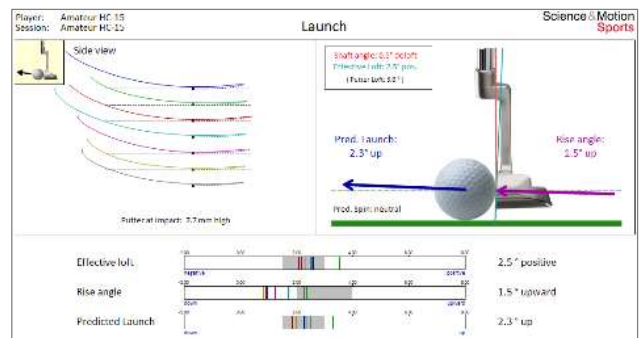 Player: Amateur HC-15
Session: Amateur HC-15
Launch
Science&Motion
Sports
Side view
Putter at Impact: 7.7 mm high
Shaft angle: 0.5° deloft
Effective Loft: 2.5° pos.
( Putter Loft: 3.0° )
Pred. Launch:
2.3° up
Rise angle:
1.5° up
Pred. Spin: neutral
Effective loft
negative
positive
2.5 ° positive
Rise angle
down
upward
1.5 ° upward
Predicted Launch
down
up
2.3 ° up